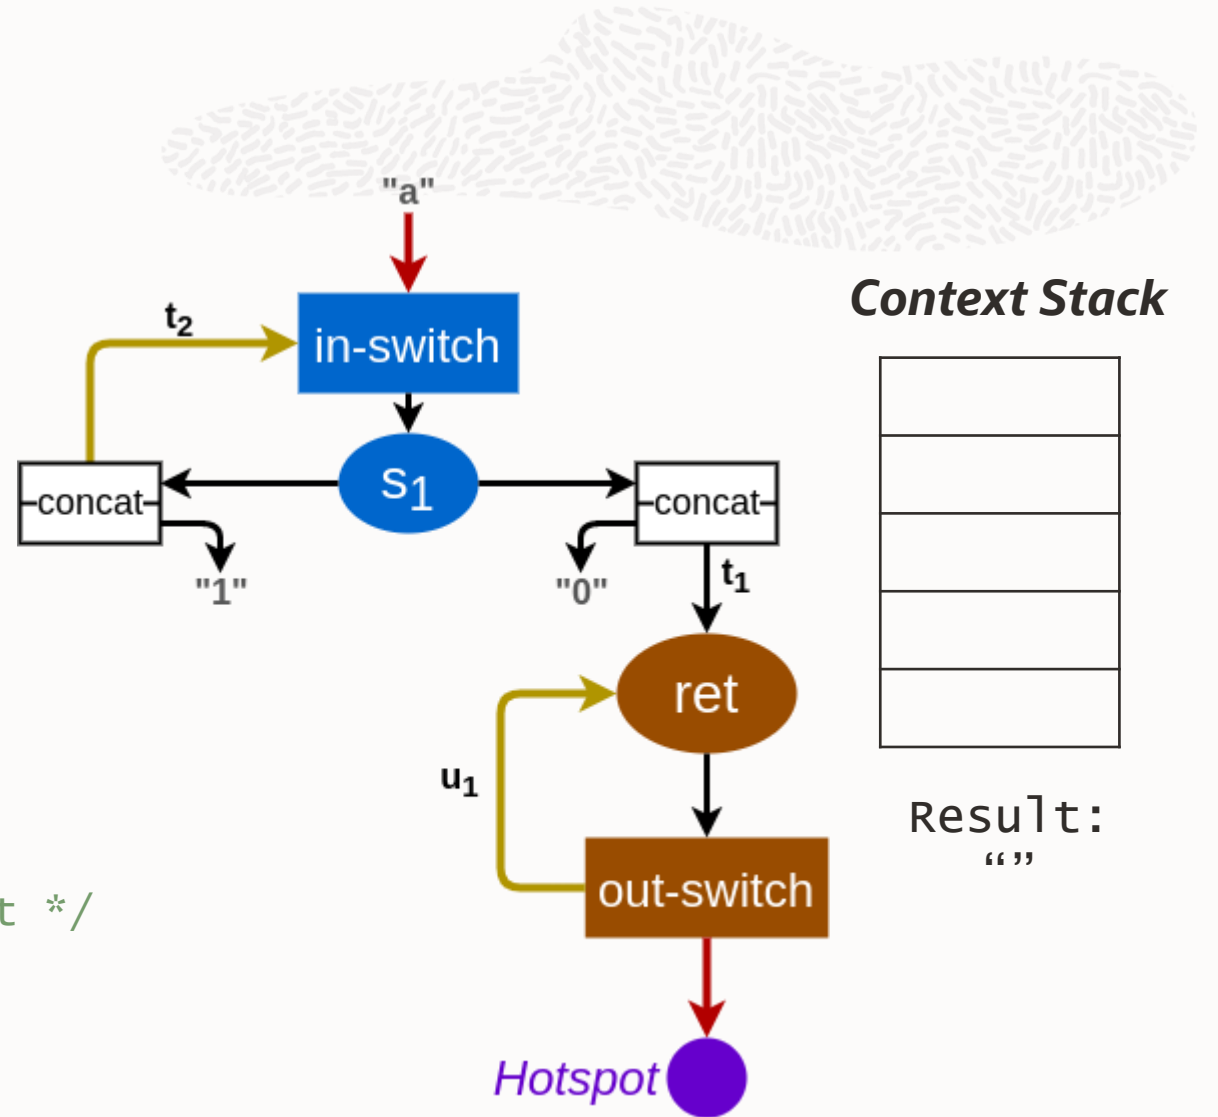 "a"
Context Stack
t2
in-switch
s1
concat
concat
"1"
"0"
t1
ret
u1
Result:
“”
out-switch
t */
Hotspot